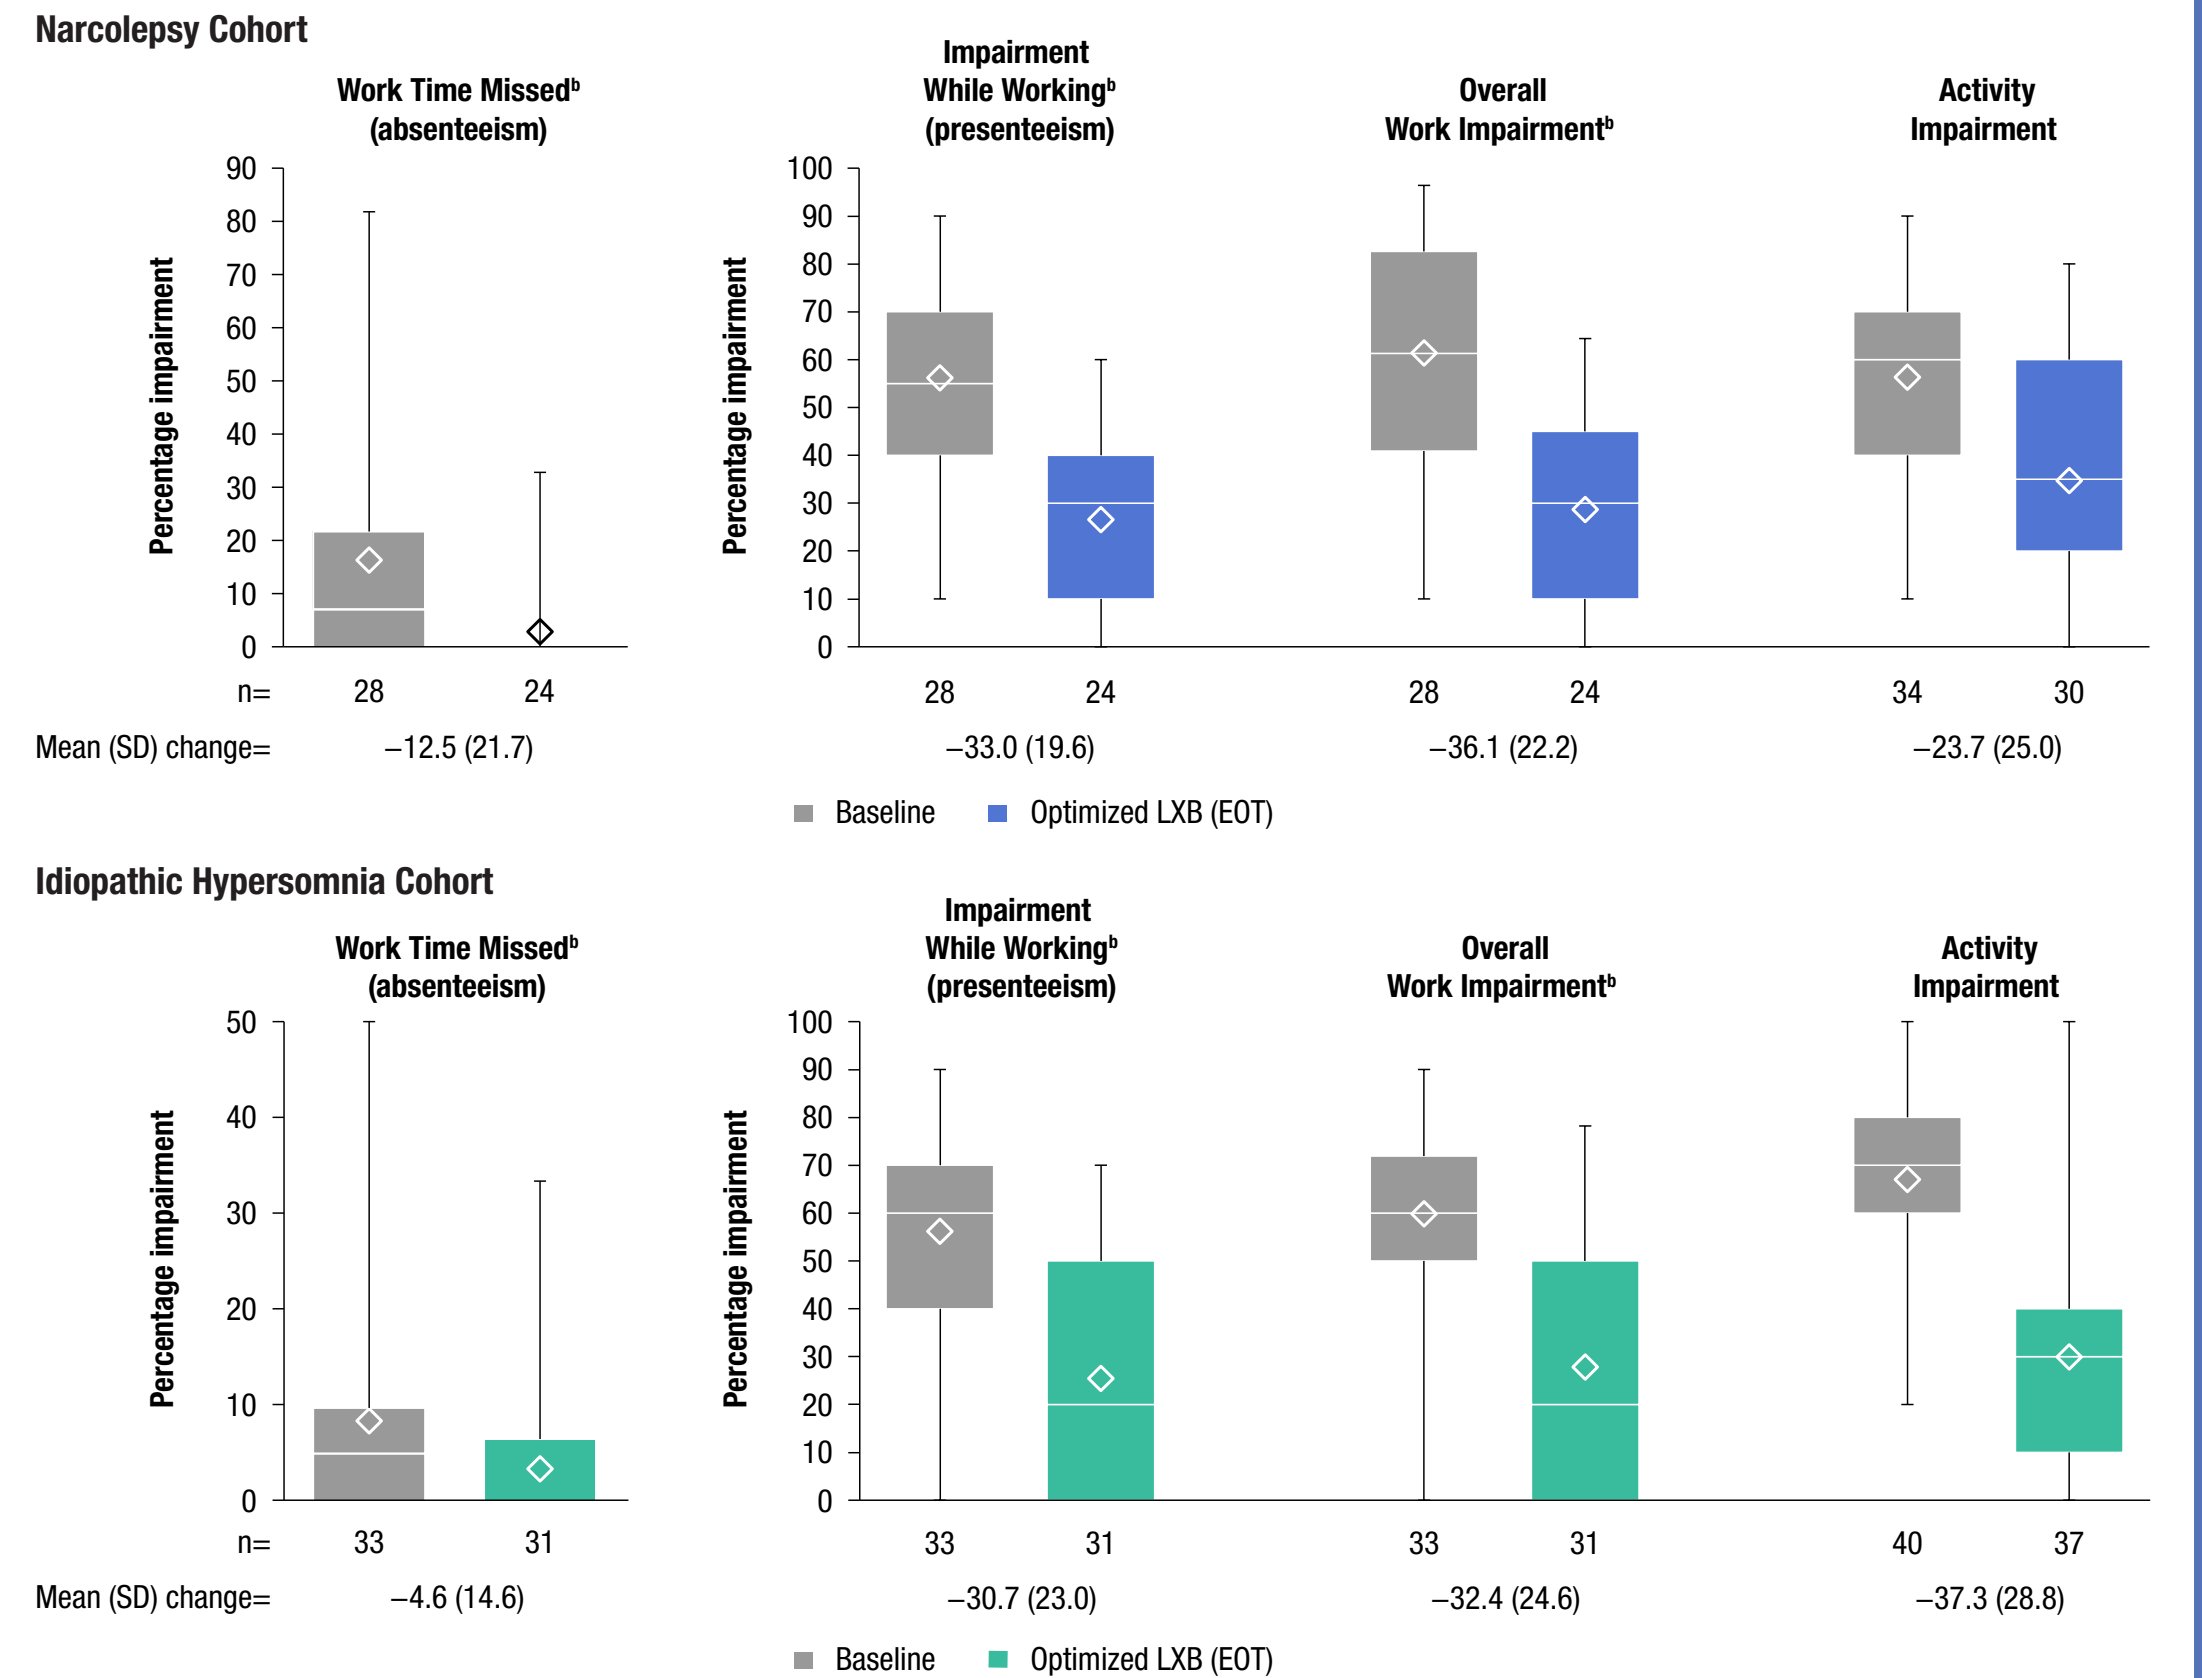 Narcolepsy Cohort
Work Time Missedᵇ
(absenteeism)
Impairment
While Workingᵇ
(presenteeism)
Overall
Work Impairmentᵇ
Activity
Impairment
Percentage impairment
90
80
70
60
50
40
30
20
10
0
Percentage impairment
100
90
80
70
60
50
40
30
20
10
0
n= 28 24 28 24 28 24 34 30
Mean (SD) change= –12.5 (21.7) –33.0 (19.6) –36.1 (22.2) –23.7 (25.0)
Baseline Optimized LXB (EOT)
Idiopathic Hypersomnia Cohort
Work Time Missedᵇ
(absenteeism)
Impairment
While Workingᵇ
(presenteeism)
Overall
Work Impairmentᵇ
Activity
Impairment
Percentage impairment
50
40
30
20
10
0
Percentage impairment
100
90
80
70
60
50
40
30
20
10
0
n= 33 31 33 31 33 31 40 37
Mean (SD) change= –4.6 (14.6) –30.7 (23.0) –32.4 (24.6) –37.3 (28.8)
Baseline Optimized LXB (EOT)